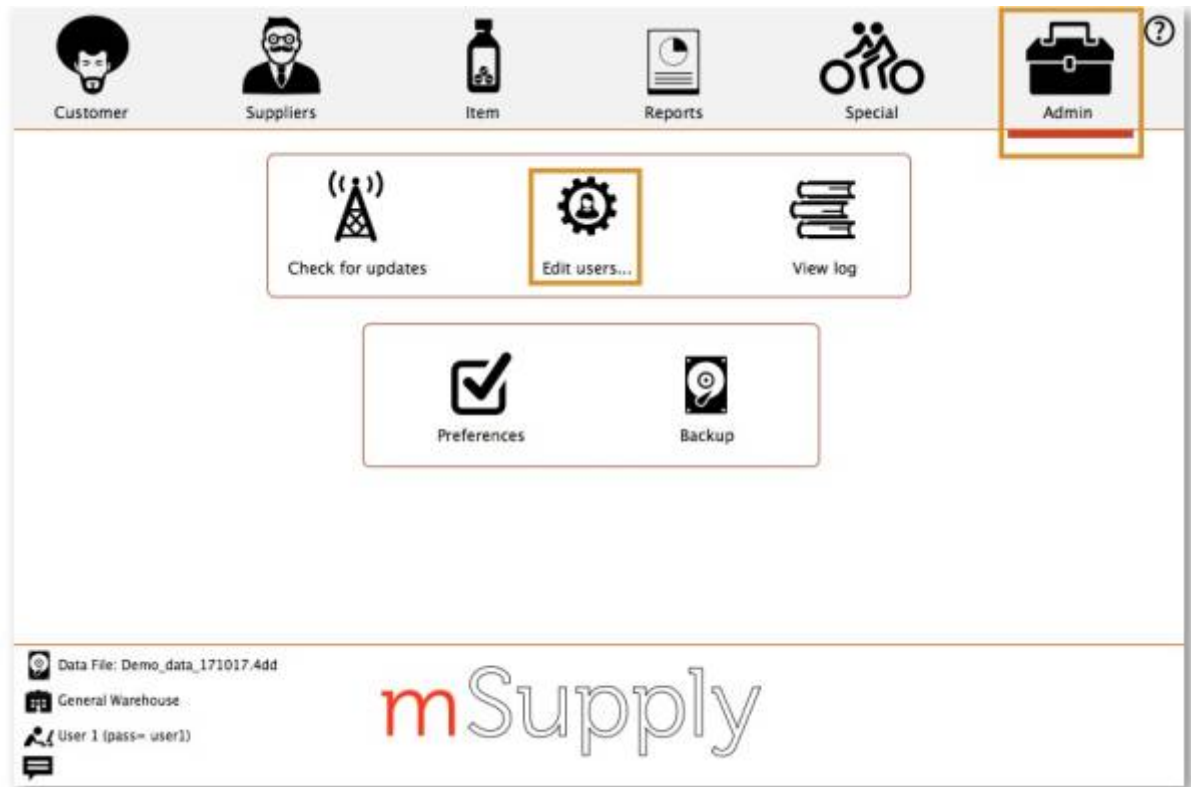 ?
Customer Suppliers Item Reports Special Admin
Check for updates Edit users... View log
Preferences Backup
Data File: Demo_data_171017.4dd
General Warehouse
User 1 (pass= user1)
mSupply